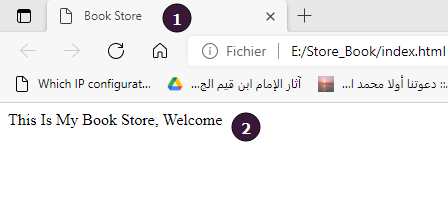 Book Store
1
Fichier
E:/Store_Book/index.html
Which IP configurat...
آثار الإمام ابن قيم الج...
:: دعوتنا أولا محمد ا...
This Is My Book Store, Welcome
2